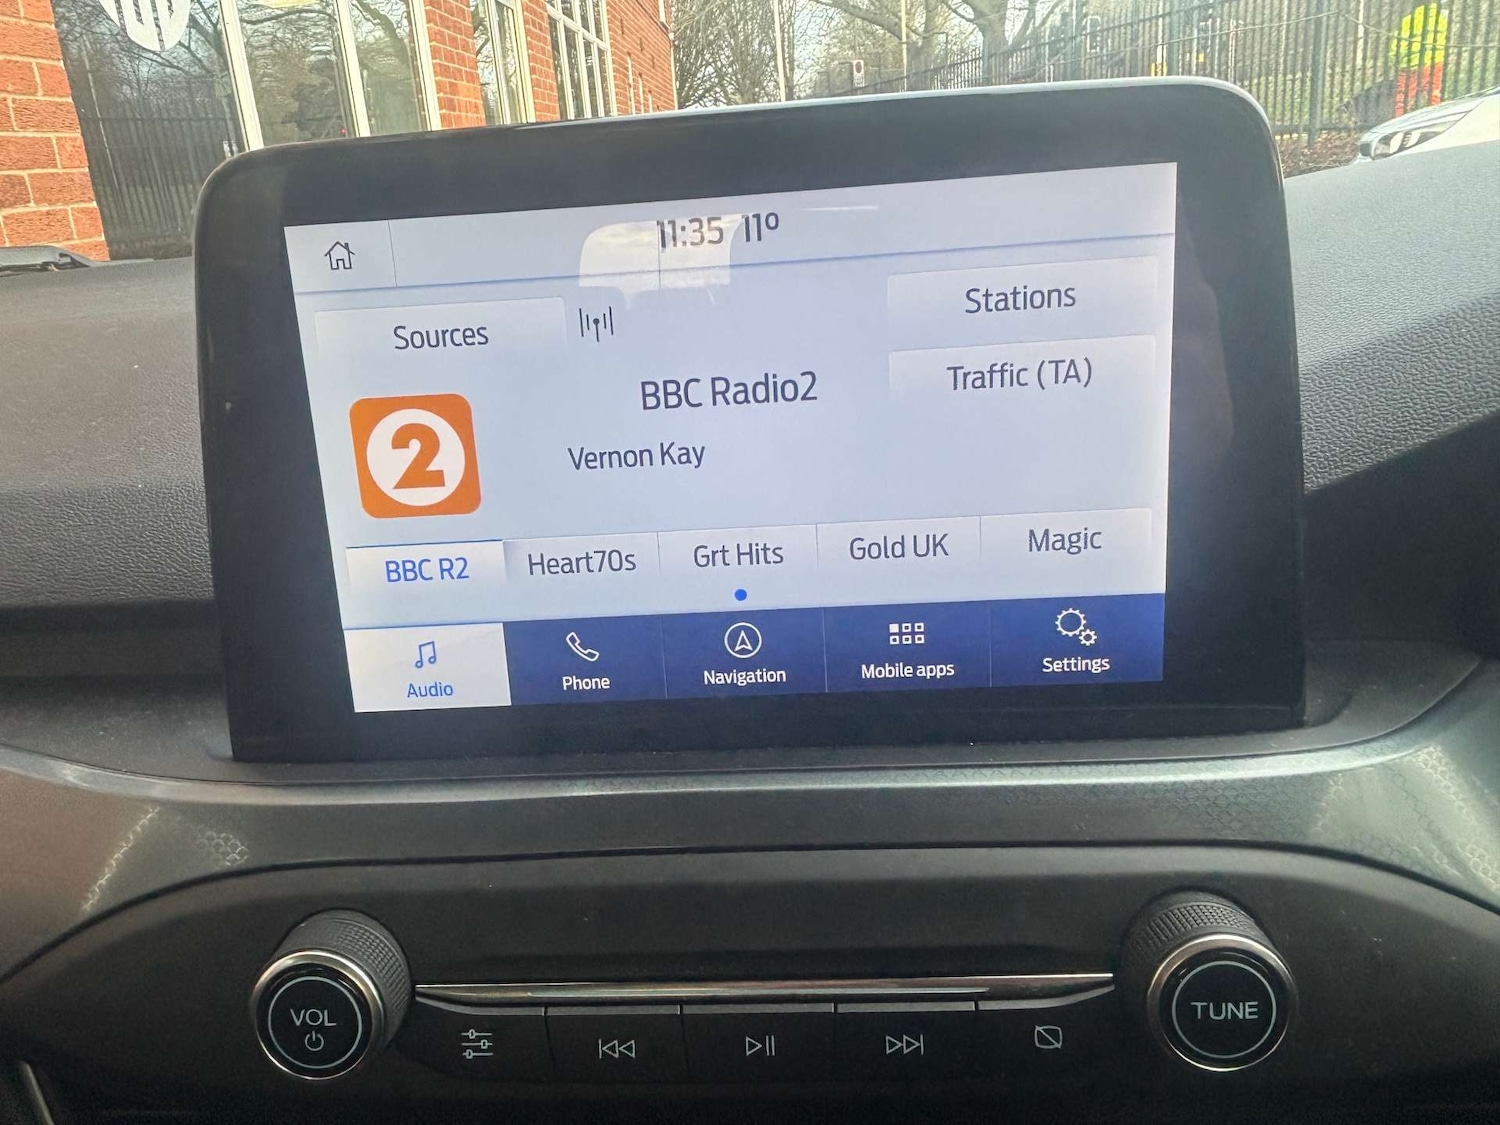 11:35 11°
Sources
Stations
Traffic (TA)
BBC Radio2
Vernon Kay
2
BBC R2
Heart70s
Grt Hits
Gold UK
Magic
Audio
Phone
Navigation
Mobile apps
Settings
VOL
TUNE